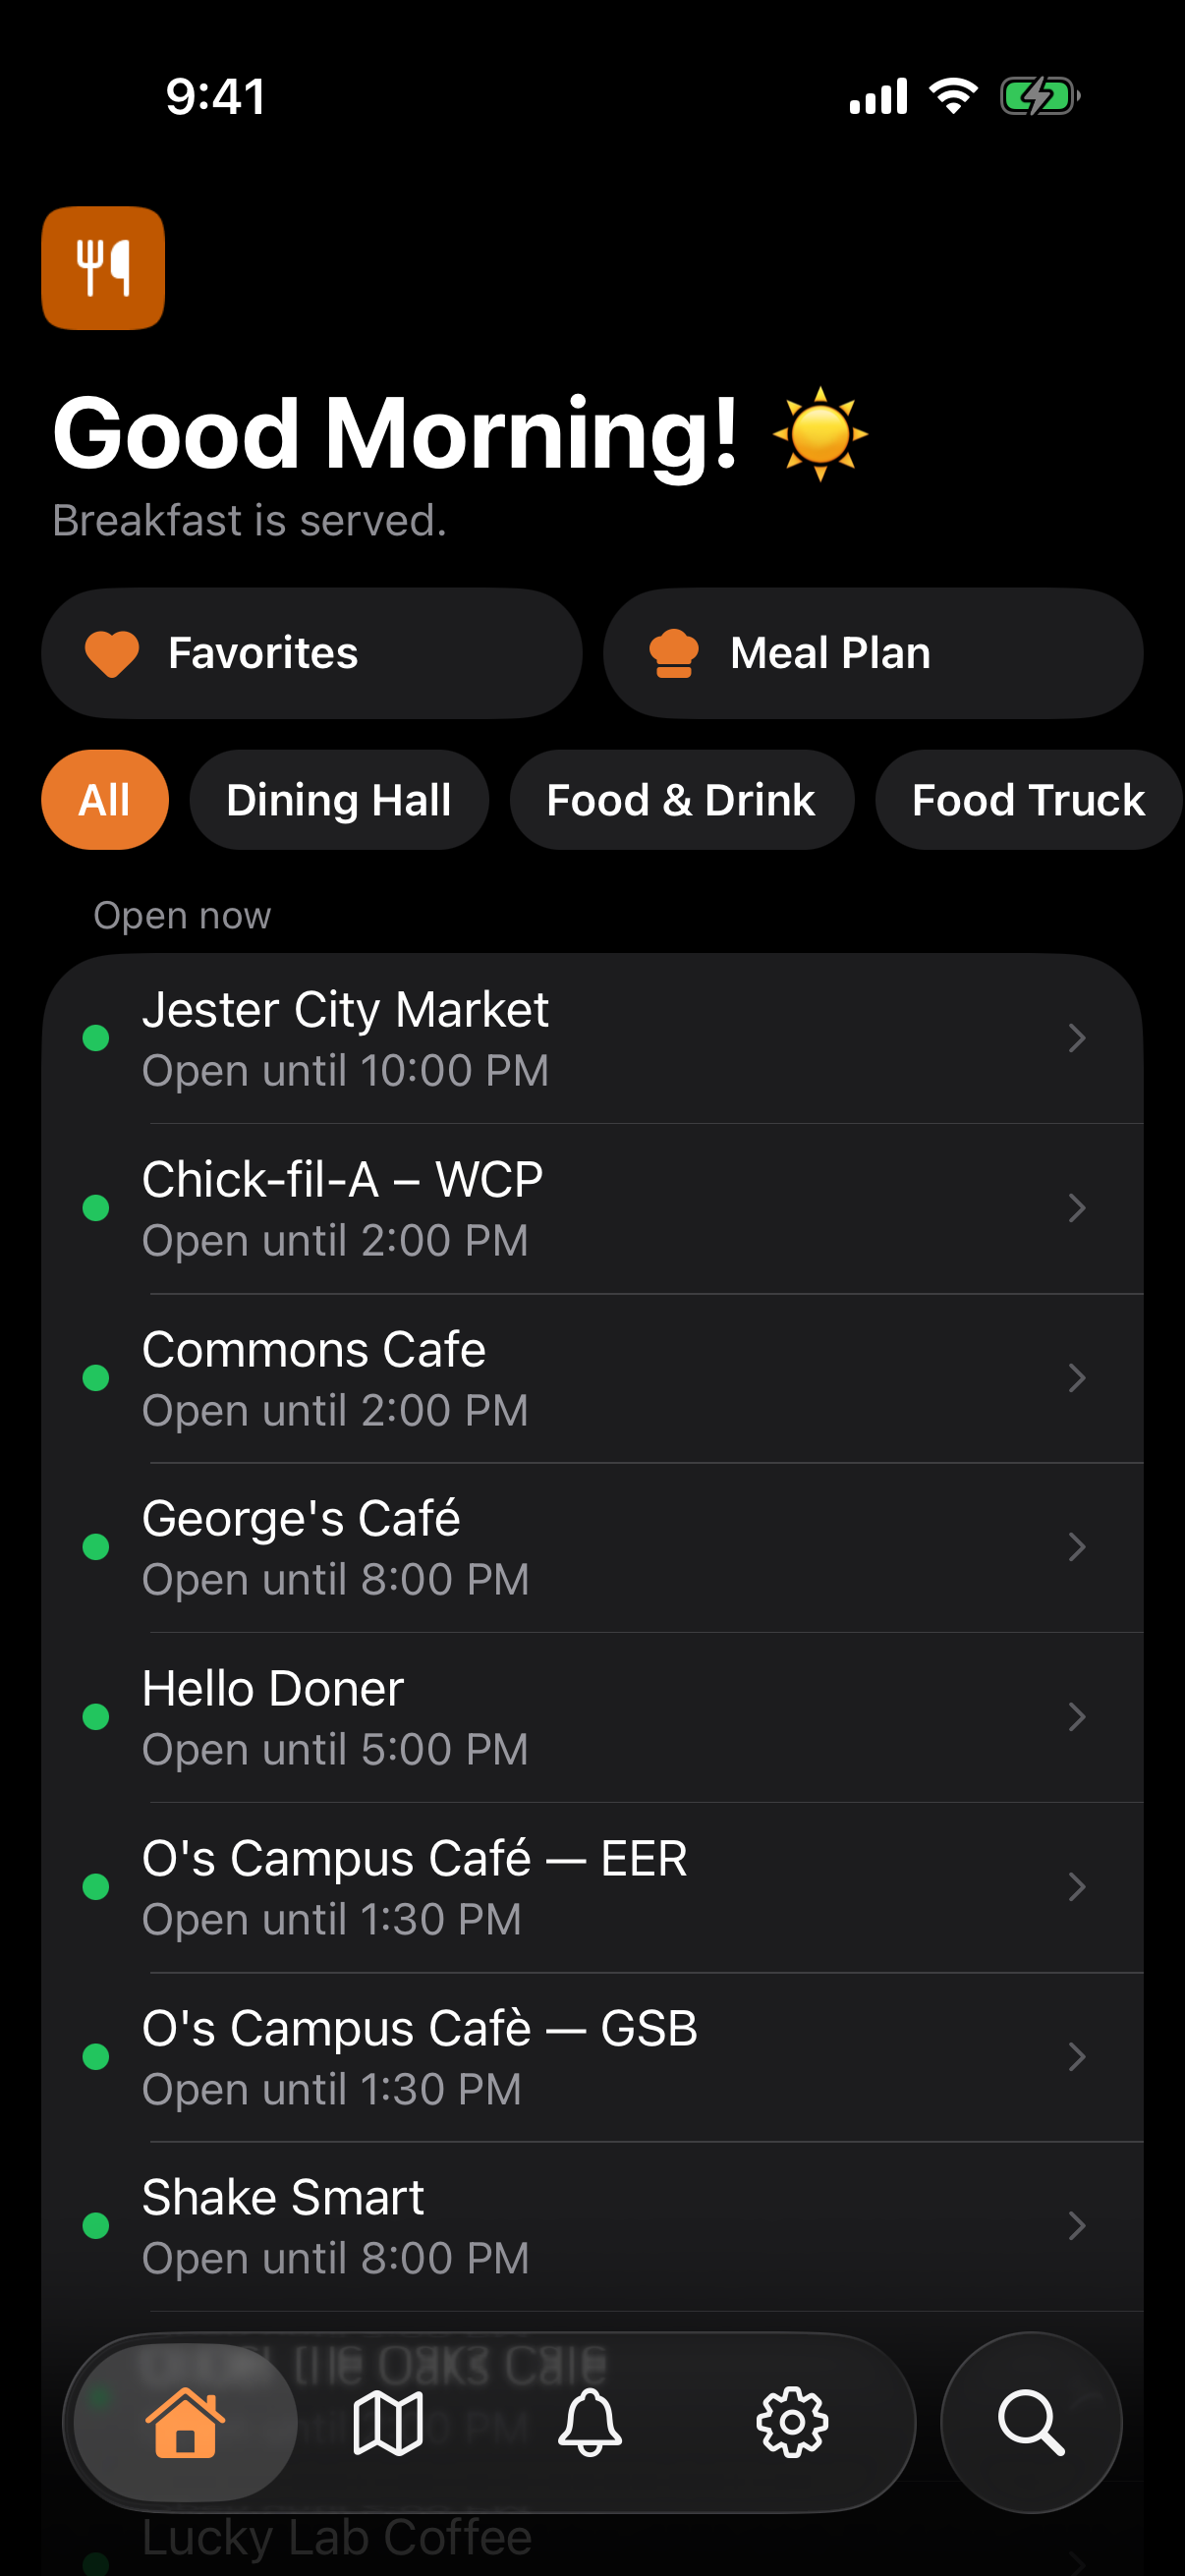 9:41
Good Morning! ☀️
Breakfast is served.
Favorites
Meal Plan
All
Dining Hall
Food & Drink
Food Truck
Open now
Jester City Market
Open until 10:00 PM
Chick-fil-A – WCP
Open until 2:00 PM
Commons Cafe
Open until 2:00 PM
George's Café
Open until 8:00 PM
Hello Doner
Open until 5:00 PM
O's Campus Café — EER
Open until 1:30 PM
O's Campus Cafè — GSB
Open until 1:30 PM
Shake Smart
Open until 8:00 PM
the Oaks Cafe
PM
Lucky Lab Coffee